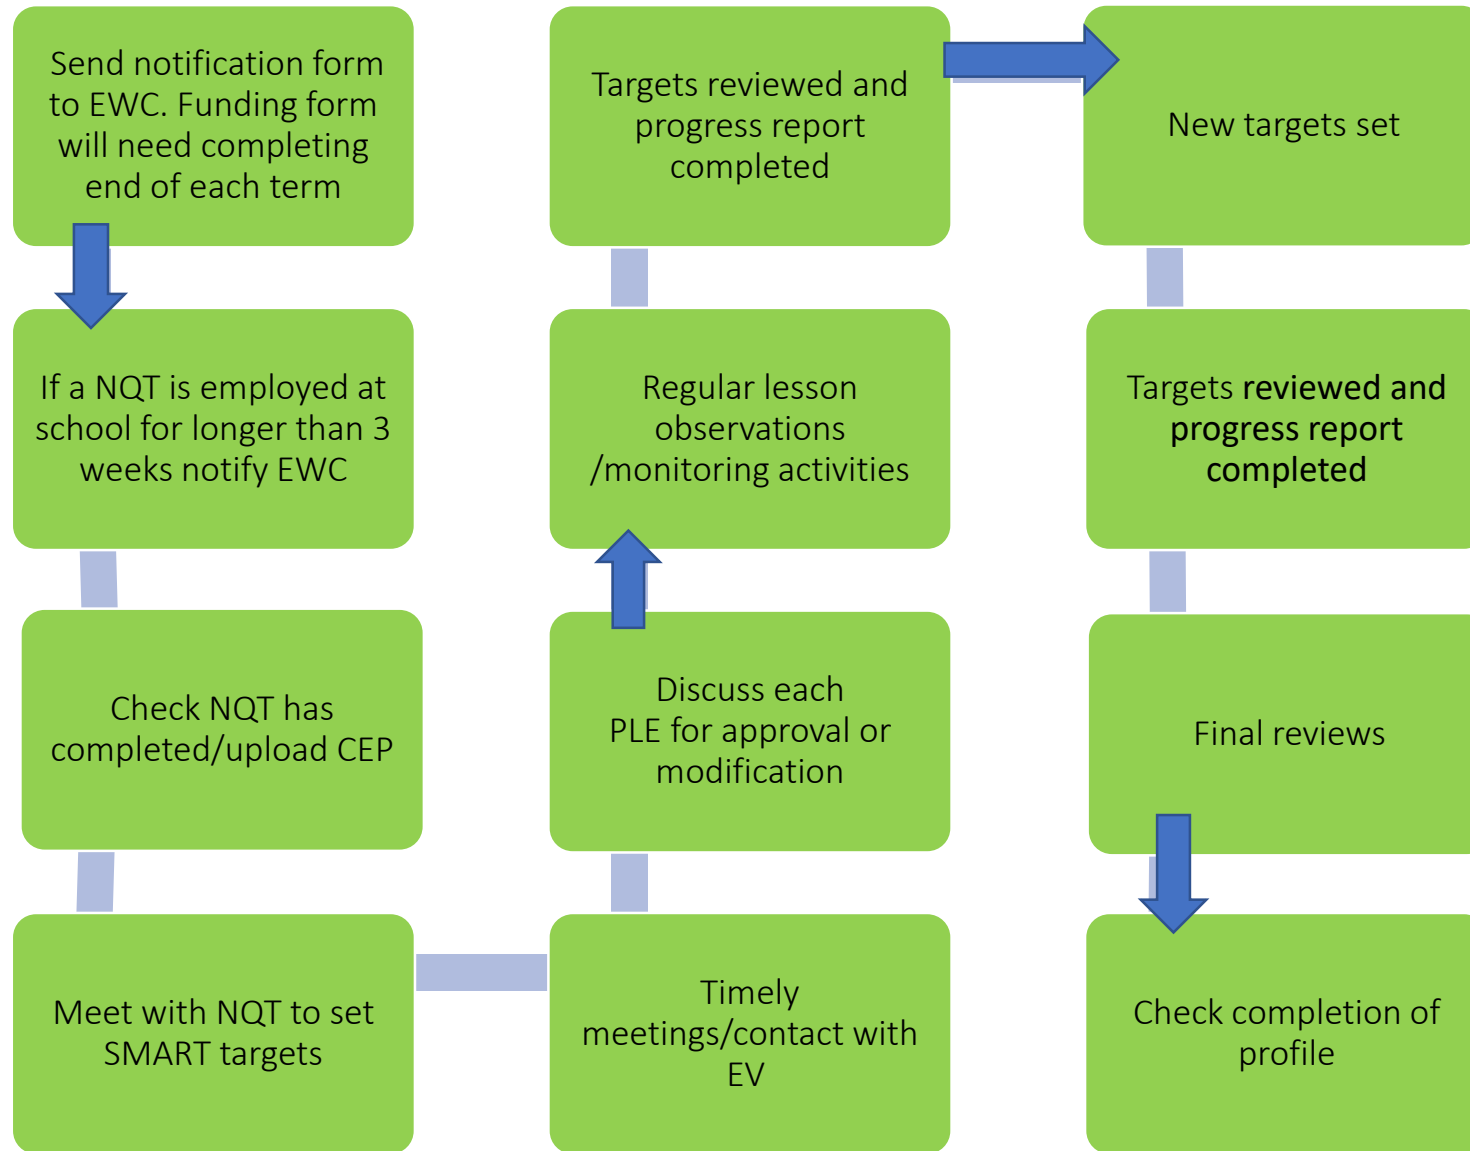 Send notification form
to EWC. Funding form
will need completing
end of each term
If a NQT is employed at
school for longer than 3
weeks notify EWC
Check NQT has
completed/upload CEP
Meet with NQT to set
SMART targets
Timely
meetings/contact with
EV
Discuss each
PLE for approval or
modification
Regular lesson
observations
/monitoring activities
Targets reviewed and
progress report
completed
New targets set
Targets reviewed and
progress report
completed
Final reviews
Check completion of
profile